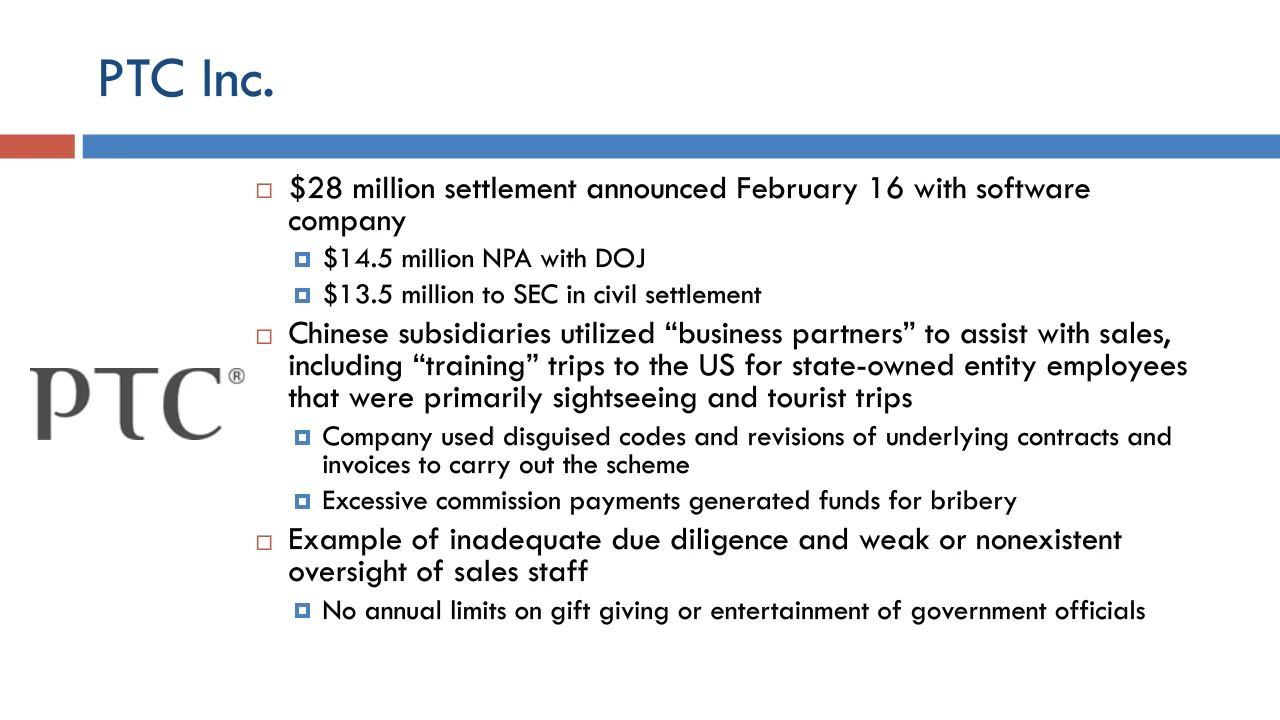 PTC Inc.
$28 million settlement announced February 16 with software
company
$14.5 million NPA with DOJ
$13.5 million to SEC in civil settlement
Chinese subsidiaries utilized “business partners” to assist with sales,
including “training” trips to the US for state-owned entity employees
that were primarily sightseeing and tourist trips
PTC®
Company used disguised codes and revisions of underlying contracts and
invoices to carry out the scheme
Excessive commission payments generated funds for bribery
Example of inadequate due diligence and weak or nonexistent
oversight of sales staff
No annual limits on gift giving or entertainment of government officials